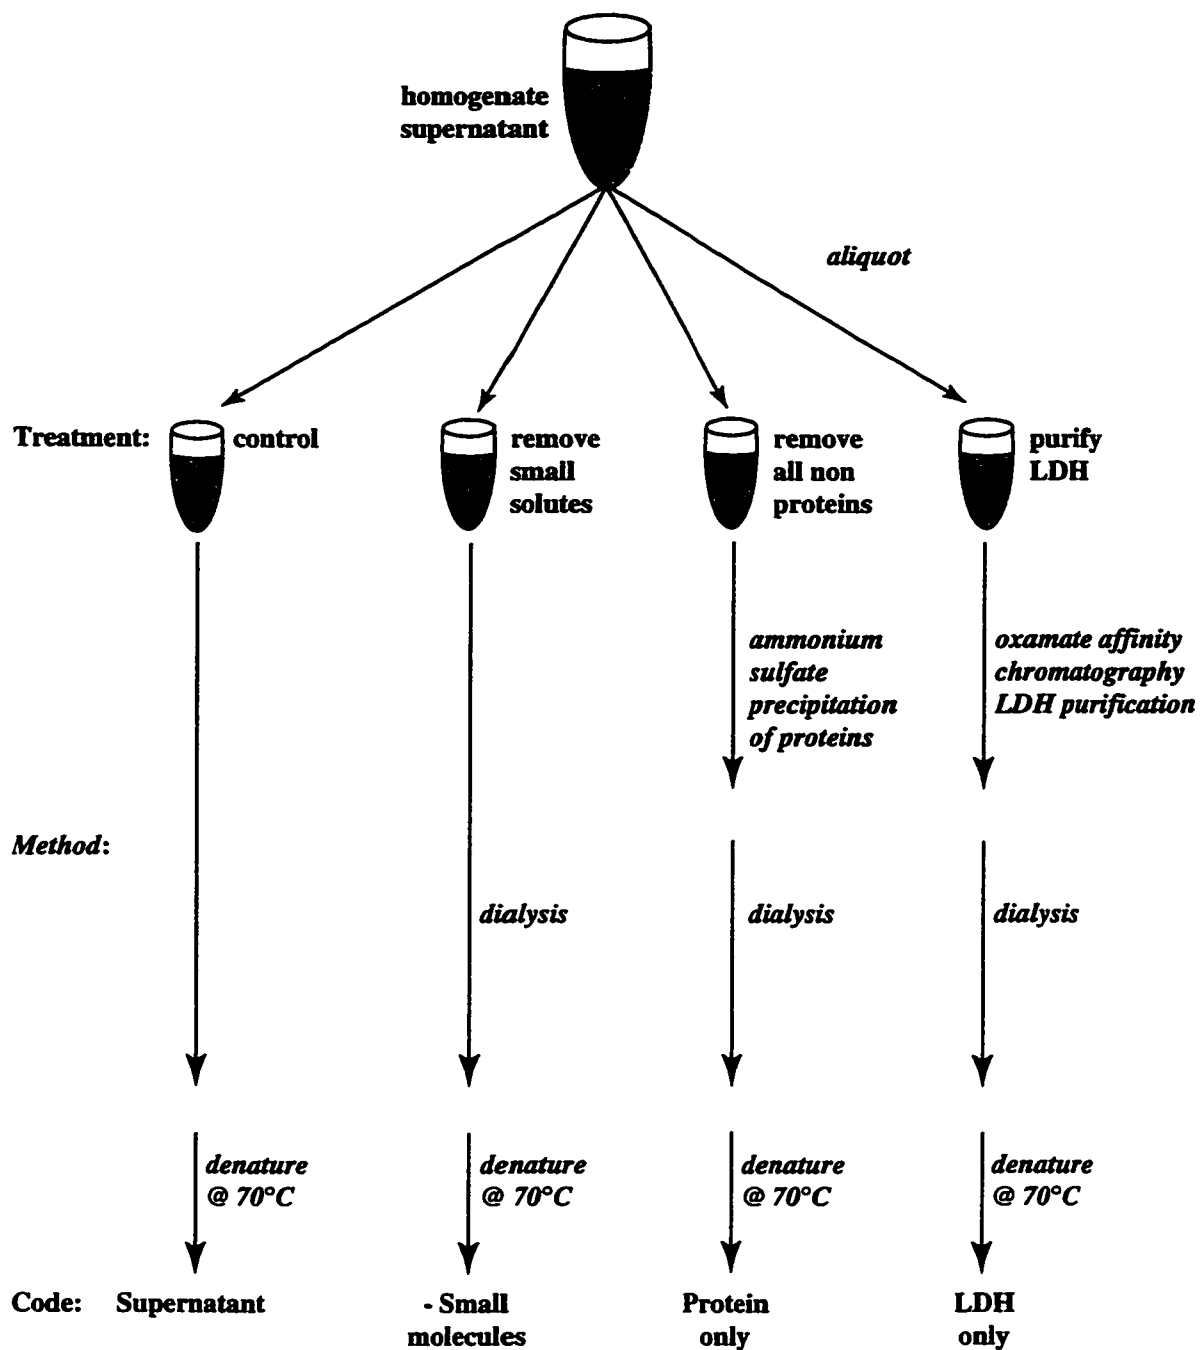 homogenate
supernatant
aliquot
Treatment:
control
remove
small
solutes
remove
all non
proteins
purify
LDH
ammonium
sulfate
precipitation
of proteins
oxamate affinity
chromatography
LDH purification
Method:
dialysis
dialysis
dialysis
denature
@ 70°C
denature
@ 70°C
denature
@ 70°C
denature
@ 70°C
Code:
Supernatant
- Small
molecules
Protein
only
LDH
only